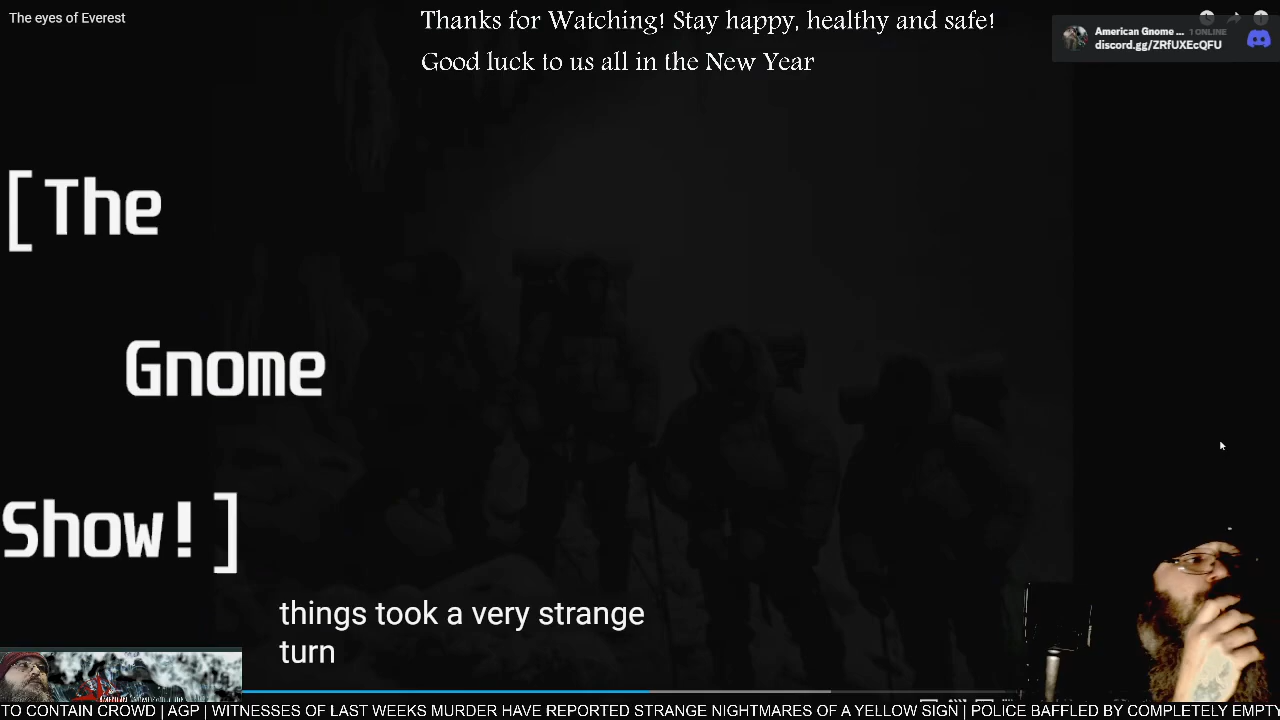 The eyes of Everest
Thanks for Watching! Stay happy, healthy and safe!
Good luck to us all in the New Year
American Gnome ... 1 ONLINE
discord.gg/ZRfUXEcQFU
[The
Gnome
Show!]
things took a very strange
turn
TO CONTAIN CROWD | AGP | WITNESSES OF LAST WEEKS MURDER HAVE REPORTED STRANGE NIGHTMARES OF A YELLOW SIGN | POLICE BAFFLED BY COMPLETELY EMPTY